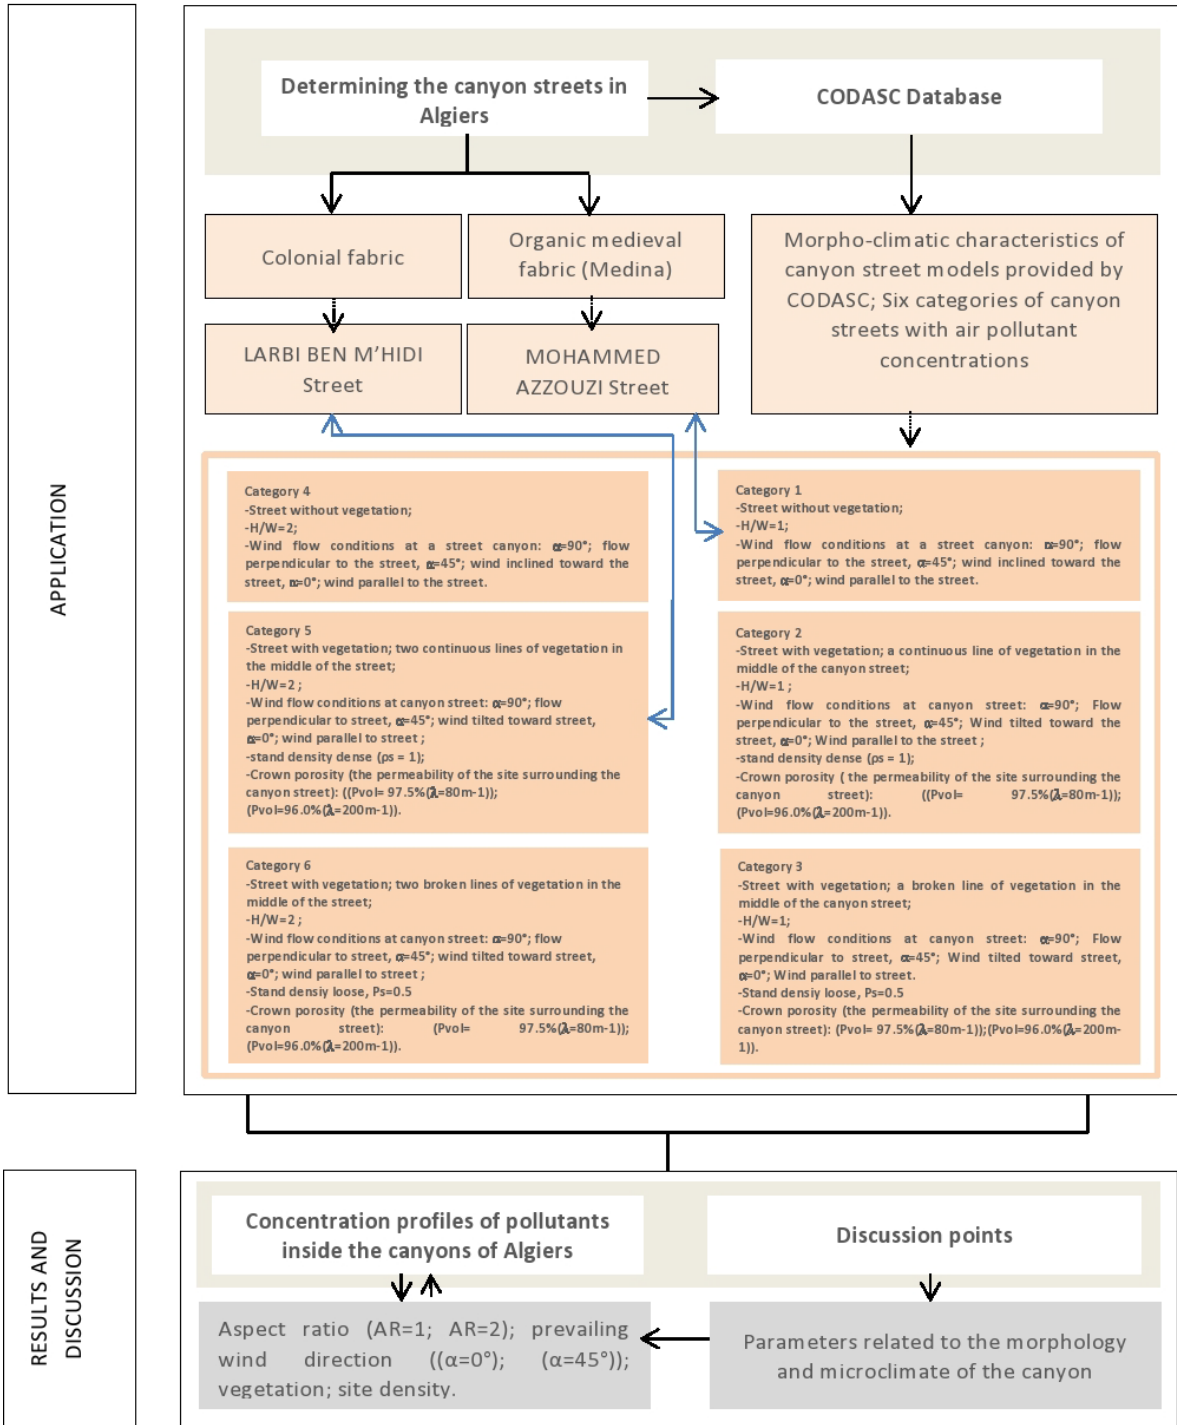 APPLICATION
Determining the canyon streets in
Algiers
CODASC Database
Colonial fabric
Organic medieval
fabric (Medina)
Morpho-climatic characteristics of
canyon street models provided by
CODASC; Six categories of canyon
streets with air pollutant
concentrations
LARBI BEN M'HIDI
Street
MOHAMMED
AZZOUZI Street
Category 4
-Street without vegetation;
-H/W=2;
-Wind flow conditions at a street canyon: α=90°; flow
perpendicular to the street, α=45°; wind inclined toward the
street, α=0°; wind parallel to the street.
Category 1
-Street without vegetation;
-H/W=1;
-Wind flow conditions at a street canyon: α=90°; flow
perpendicular to the street, α=45°; wind inclined toward the
street, α=0°; wind parallel to the street.
Category 5
-Street with vegetation; two continuous lines of vegetation in
the middle of the street;
-H/W=2 ;
-Wind flow conditions at canyon street: α=90°; flow
perpendicular to street, α=45°; wind tilted toward street,
α=0°; wind parallel to street ;
-stand density dense (ρs = 1);
-Crown porosity (the permeability of the site surrounding the
canyon street): ((Pvol= 97.5%(λ=80m-1));
(Pvol=96.0%(λ=200m-1)).
Category 2
-Street with vegetation; a continuous line of vegetation in the
middle of the canyon street;
-H/W=1 ;
-Wind flow conditions at canyon street: α=90°; Flow
perpendicular to the street, α=45°; Wind tilted toward the
street, α=0°; Wind parallel to the street ;
-stand density dense (ρs = 1);
-Crown porosity ( the permeability of the site surrounding the
canyon street): ((Pvol= 97.5%(λ=80m-1));
(Pvol=96.0%(λ=200m-1)).
Category 6
-Street with vegetation; two broken lines of vegetation in the
middle of the street;
-H/W=2 ;
-Wind flow conditions at canyon street: α=90°; flow
perpendicular to street, α=45°; wind tilted toward street,
α=0°; wind parallel to street ;
-Stand densiy loose, Ps=0.5
-Crown porosity (the permeability of the site surrounding the
canyon street): (Pvol= 97.5%(λ=80m-1));
(Pvol=96.0%(λ=200m-1)).
Category 3
-Street with vegetation; a broken line of vegetation in the
middle of the canyon street;
-H/W=1;
-Wind flow conditions at canyon street: α=90°; Flow
perpendicular to street, α=45°; Wind tilted toward street,
α=0°; Wind parallel to street.
-Stand densiy loose, Ps=0.5
-Crown porosity (the permeability of the site surrounding the
canyon street): (Pvol= 97.5%(λ=80m-1));(Pvol=96.0%(λ=200m-
1)).
RESULTS AND
DISCUSSION
Concentration profiles of pollutants
inside the canyons of Algiers
Discussion points
Aspect ratio (AR=1; AR=2); prevailing
wind direction ((α=0°); (α=45°));
vegetation; site density.
Parameters related to the morphology
and microclimate of the canyon